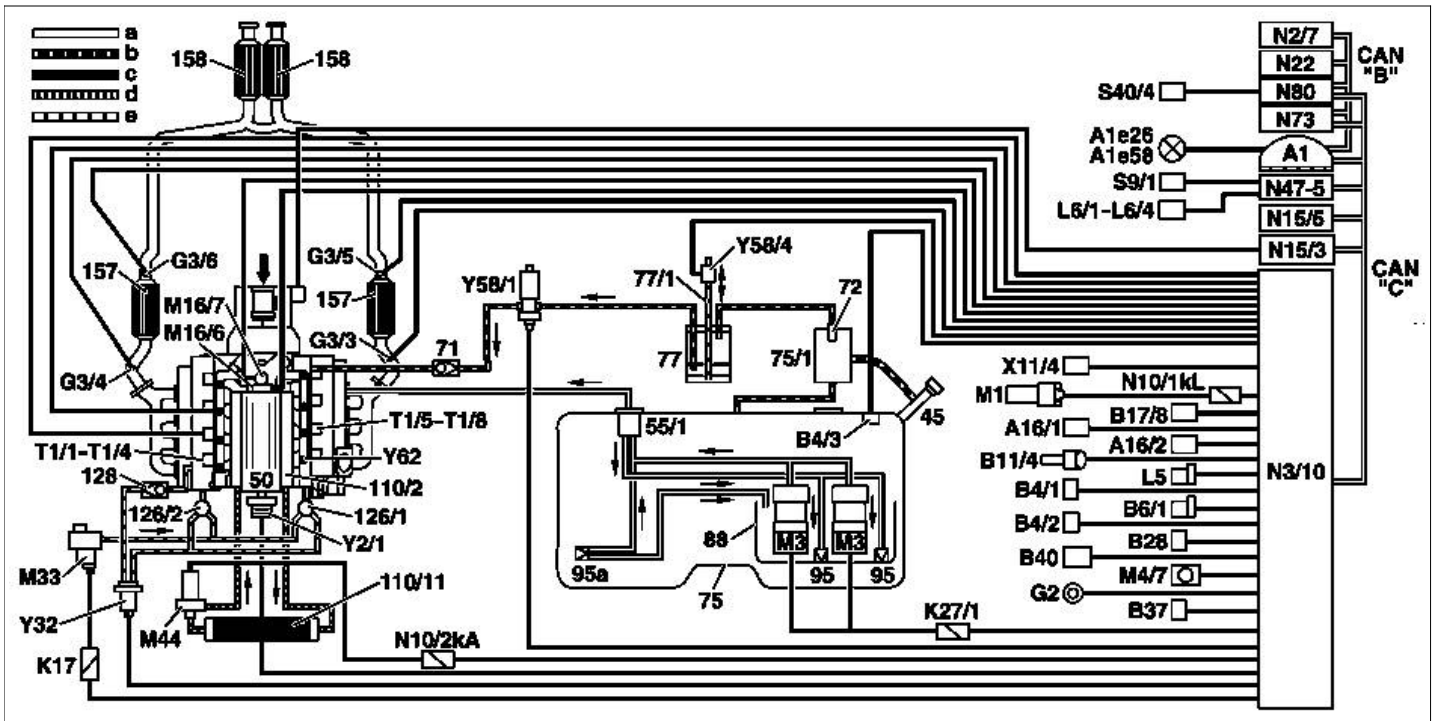 a
b
c
d
e
158
158
N2/7
N22
N80
N73
CAN
"B"
S40/4
A1e26
A1e58
A1
S9/1
L6/1-L6/4
N47-5
N15/5
N15/3
CAN
"C"
G3/6
G3/5
157
157
M16/7
M16/6
G3/4
G3/3
Y58/1
Y58/4
77/1
72
71
77
75/1
45
X11/4
M1
N10/1kL
B17/8
A16/1
A16/2
B11/4
L5
B4/1
B6/1
B4/2
B28
B40
M4/7
G2
B37
N3/10
T1/5-T1/8
T1/1-T1/4
Y62
55/1
B4/3
128
50
110/2
126/2
126/1
Y2/1
88
M3
M3
95a
95
95
75
M33
Y32
M44
110/11
K17
N10/2kA
K27/1